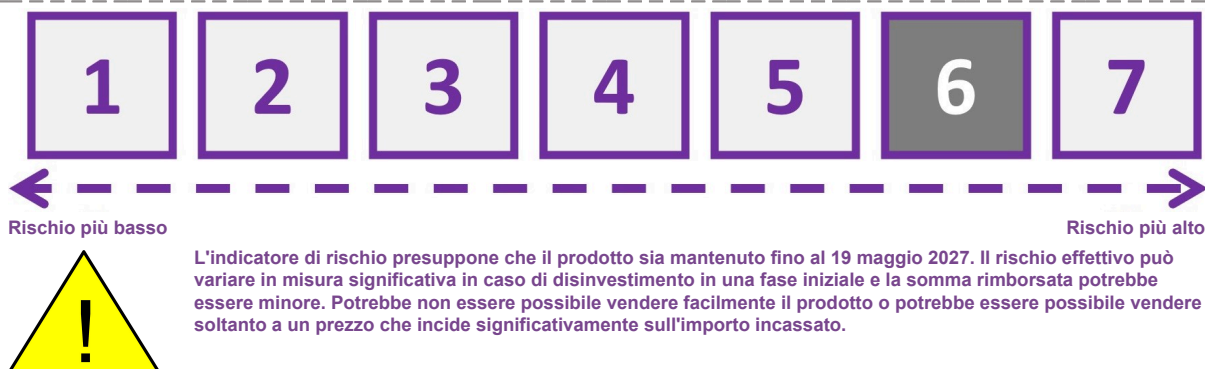 1 2 3 4 5 6 7
Rischio più basso Rischio più alto
L'indicatore di rischio presuppone che il prodotto sia mantenuto fino al 19 maggio 2027. Il rischio effettivo può
variare in misura significativa in caso di disinvestimento in una fase iniziale e la somma rimborsata potrebbe
essere minore. Potrebbe non essere possibile vendere facilmente il prodotto o potrebbe essere possibile vendere
soltanto a un prezzo che incide significativamente sull'importo incassato.
!